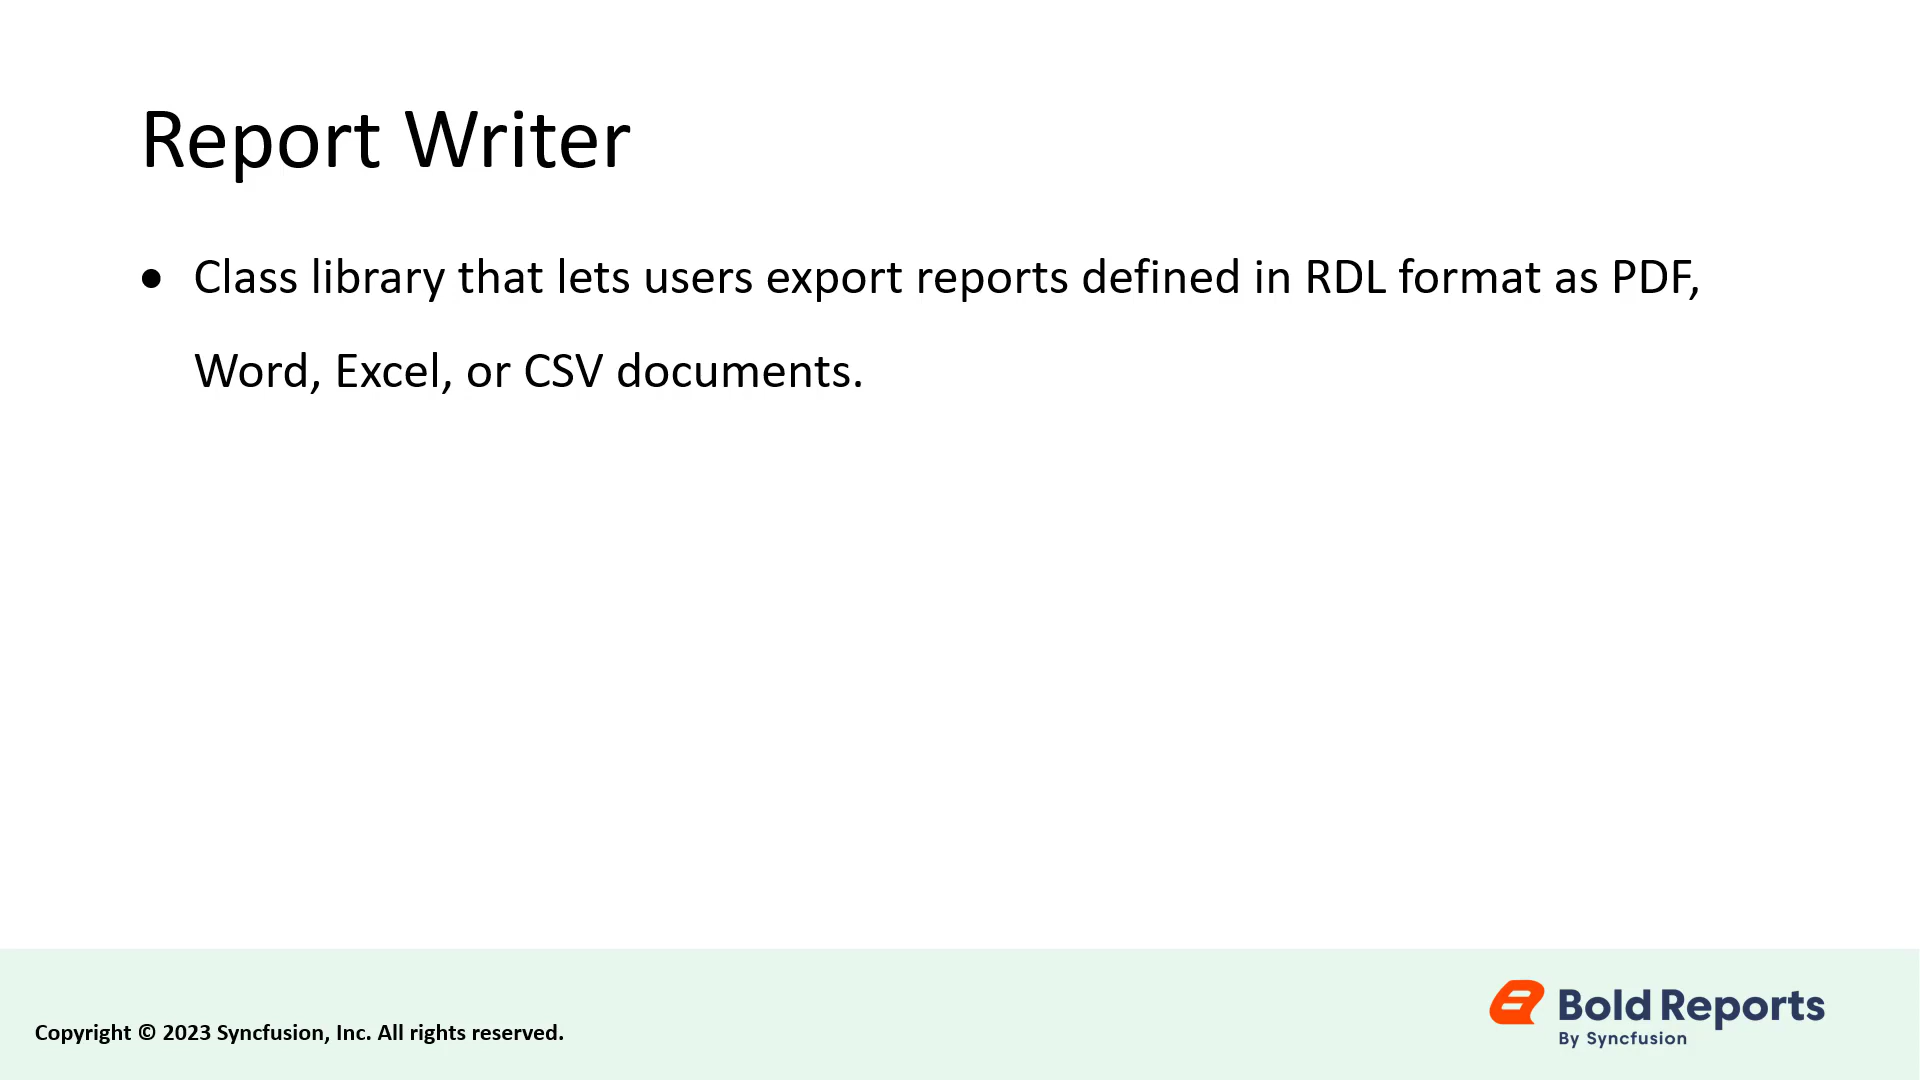 Report Writer
● Class library that lets users export reports defined in RDL format as PDF,
Word, Excel, or CSV documents.
Copyright © 2023 Syncfusion, Inc. All rights reserved.
Bold Reports
By Syncfusion